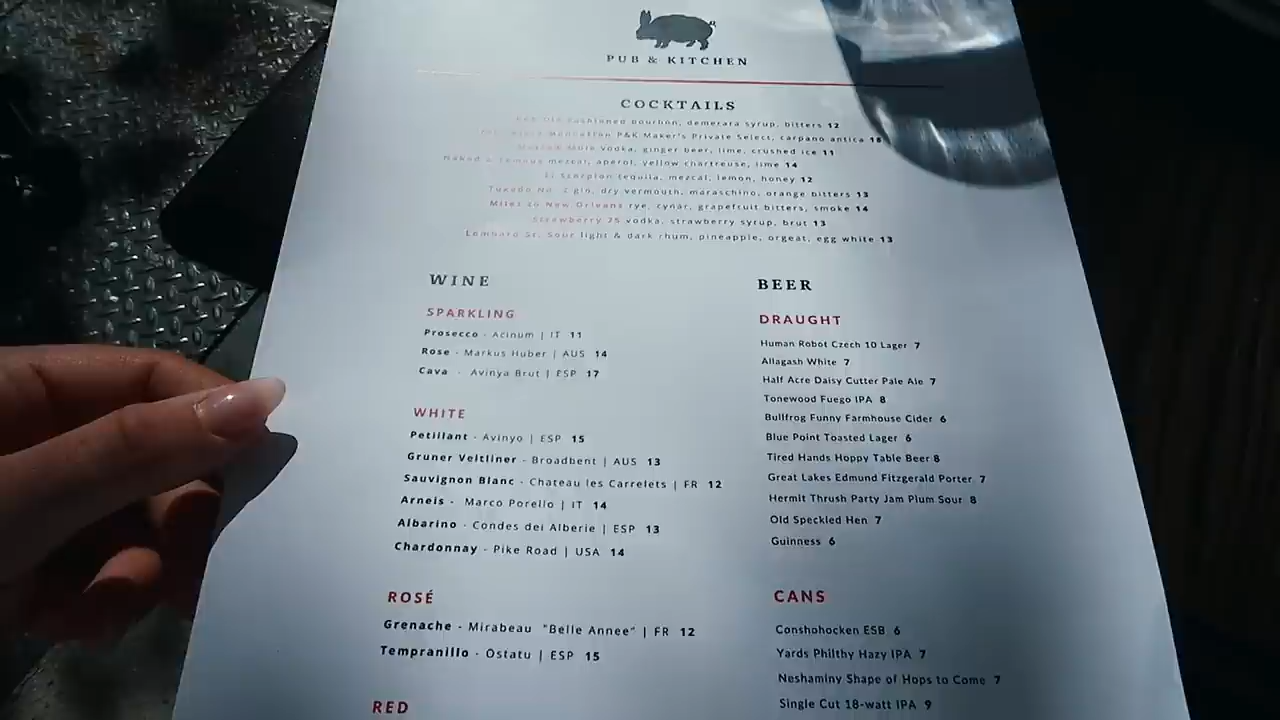 PUB & KITCHEN
COCKTAILS
Old Fashioned bourbon, demerara syrup, bitters 12
Manhattan P&K Maker's Private Select, carpano antica 18
Mule vodka, ginger beer, lime, crushed ice 11
Naked & Famous mezcal, aperol, yellow chartreuse, lime 14
El Scorpion tequila, mezcal, lemon, honey 12
Tuxedo No. 2 gin, dry vermouth, maraschino, orange bitters 13
Miles to New Orleans rye, cynar, grapefruit bitters, smoke 14
Strawberry 75 vodka, strawberry syrup, brut 13
Lombard St. Sour light & dark rhum, pineapple, orgeat, egg white 13
WINE
SPARKLING
Prosecco - Acinum | IT 11
Rose - Markus Huber | AUS 14
Cava - Avinya Brut | ESP 17
WHITE
Petillant - Avinyo | ESP 15
Gruner Veltliner - Broadbent | AUS 13
Sauvignon Blanc - Chateau les Carrelets | FR 12
Arneis - Marco Porello | IT 14
Albarino - Condes dei Alberie | ESP 13
Chardonnay - Pike Road | USA 14
ROSÉ
Grenache - Mirabeau "Belle Annee" | FR 12
Tempranillo - Ostatu | ESP 15
RED
BEER
DRAUGHT
Human Robot Czech 10 Lager 7
Allagash White 7
Half Acre Daisy Cutter Pale Ale 7
Tonewood Fuego IPA 8
Bullfrog Funny Farmhouse Cider 6
Blue Point Toasted Lager 6
Tired Hands Hoppy Table Beer 8
Great Lakes Edmund Fitzgerald Porter 7
Hermit Thrush Party Jam Plum Sour 8
Old Speckled Hen 7
Guinness 6
CANS
Conshohocken ESB 6
Yards Philthy Hazy IPA 7
Neshaminy Shape of Hops to Come 7
Single Cut 18-watt IPA 9